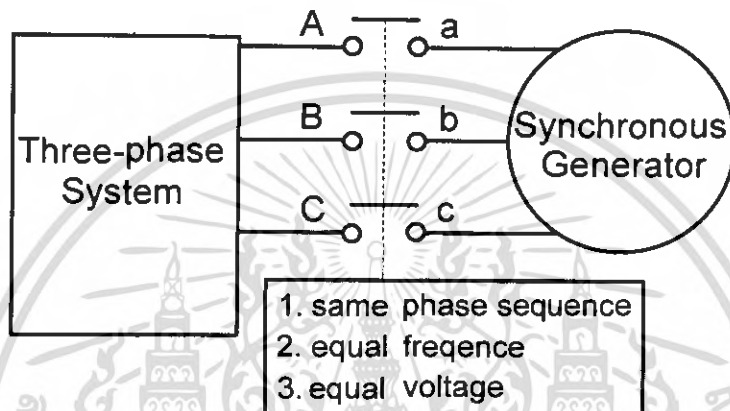 A a
B b
C c
Three-phase
System
Synchronous
Generator
1. same phase sequence
2. equal freqence
3. equal voltage